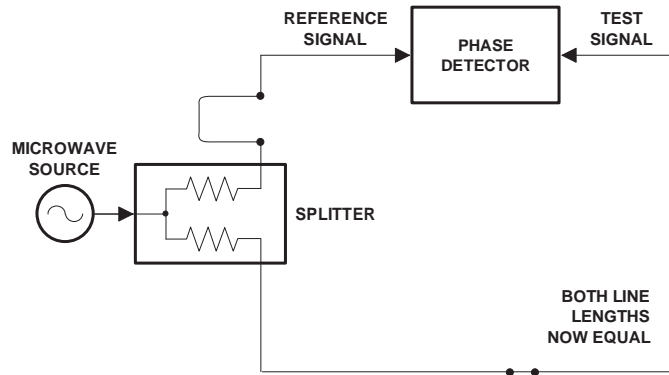 REFERENCE
SIGNAL
PHASE
DETECTOR
TEST
SIGNAL
MICROWAVE
SOURCE
SPLITTER
BOTH LINE
LENGTHS
NOW EQUAL